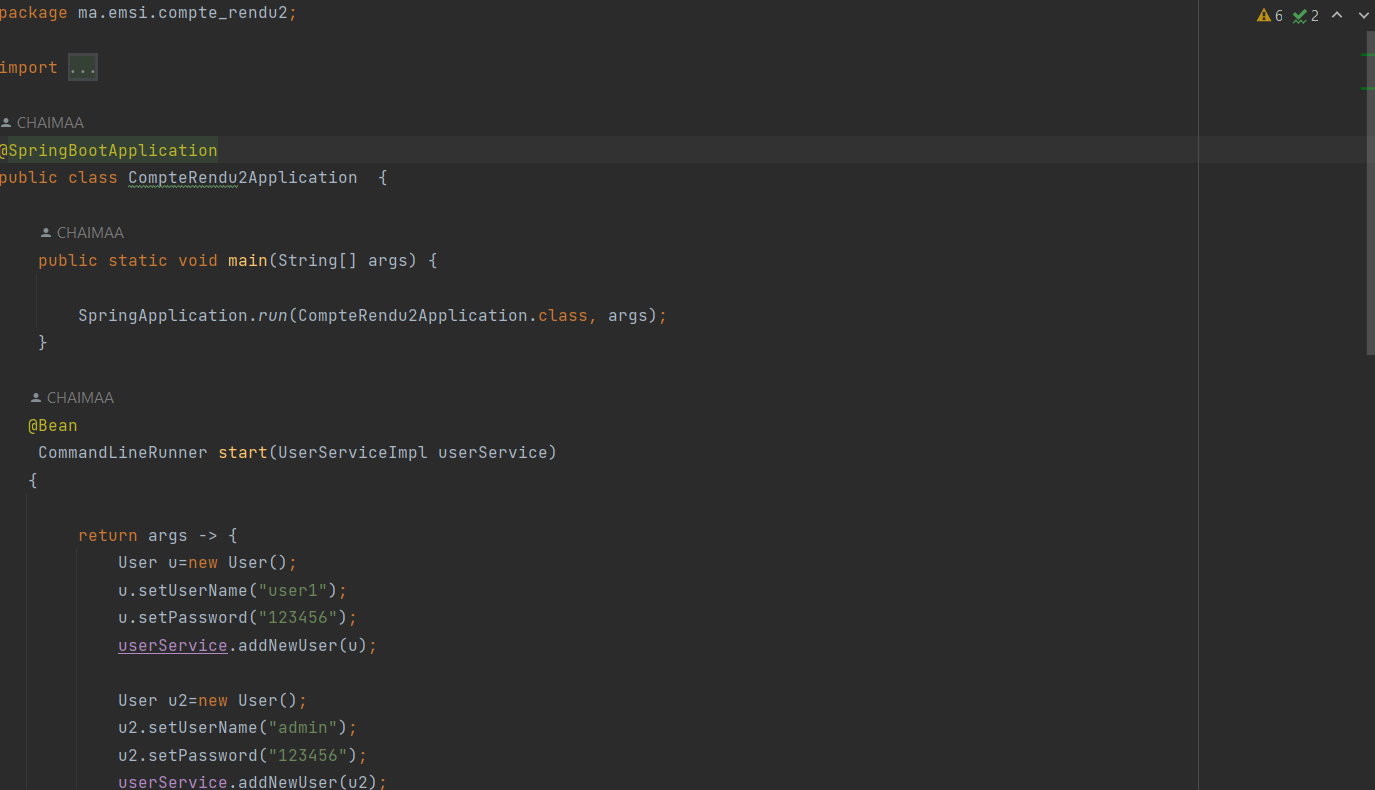 package ma.emsi.compte_rendu2;
6 2
import ...
CHAIMAA
@SpringBootApplication
public class CompteRendu2Application  {
CHAIMAA
public static void main(String[] args) {
SpringApplication.run(CompteRendu2Application.class, args);
}
CHAIMAA
@Bean
CommandLineRunner start(UserServiceImpl userService)
{
return args -> {
User u=new User();
u.setUserName("user1");
u.setPassword("123456");
userService.addNewUser(u);
User u2=new User();
u2.setUserName("admin");
u2.setPassword("123456");
userService.addNewUser(u2);